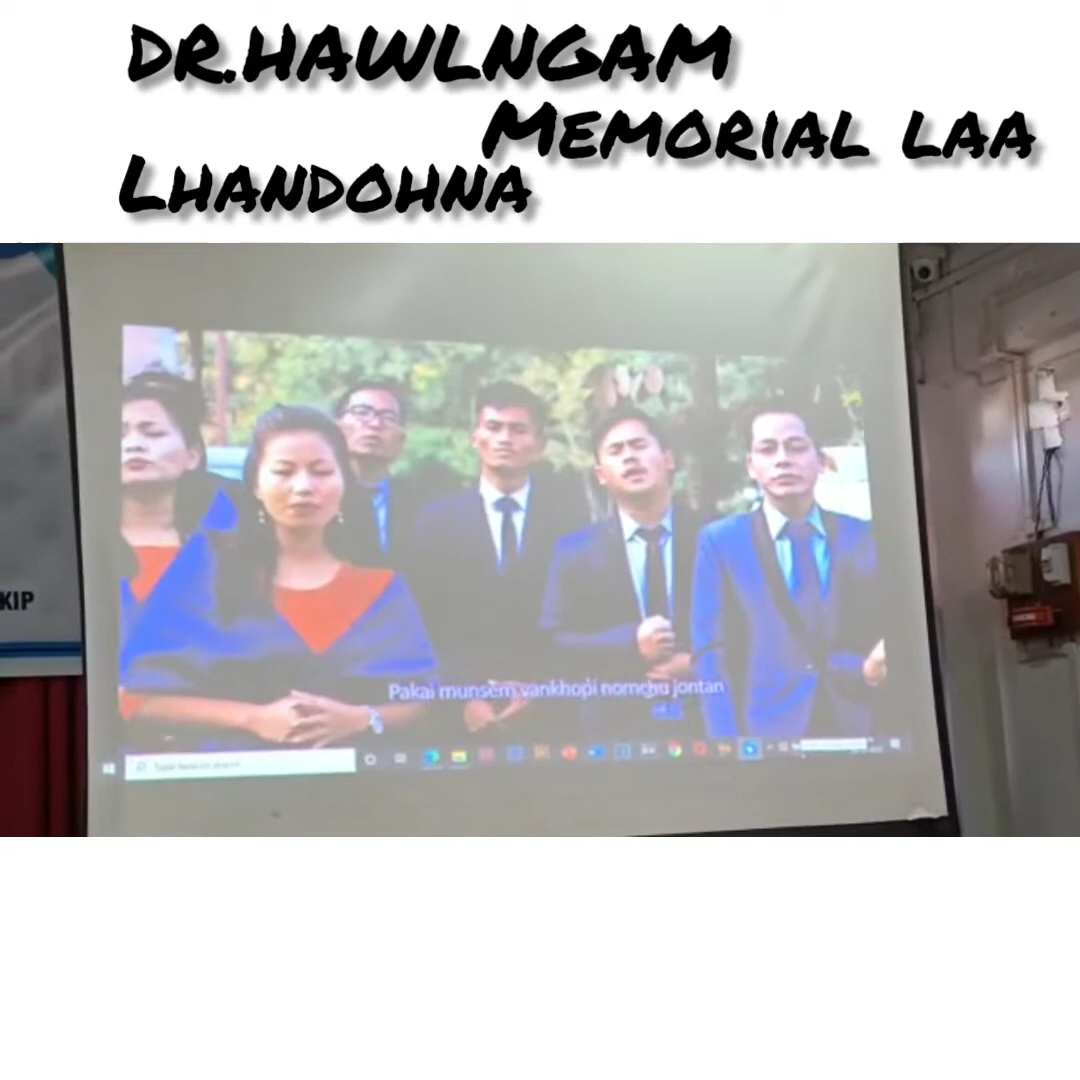 DR.HAWLNGAM
MEMORIAL LAA
LHANDOHNA
KIP
Pakai munsem vankhopi nomchu jontan